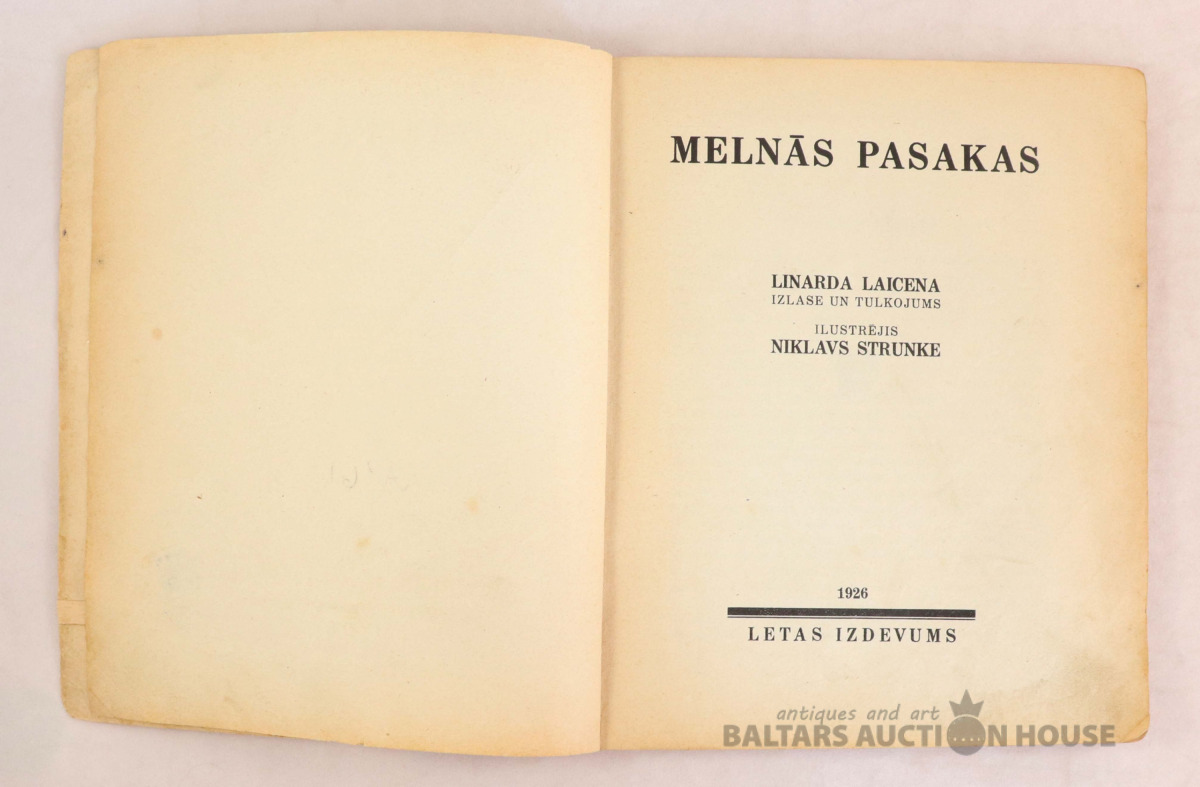 MELNĀS PASAKAS
LINARDA LAICENA
IZLASE UN TULKOJUMS
ILUSTRĒJIS
NIKLAVS STRUNKE
1926
LETAS IZDEVUMS
antiques and art
BALTARS AUCTION HOUSE